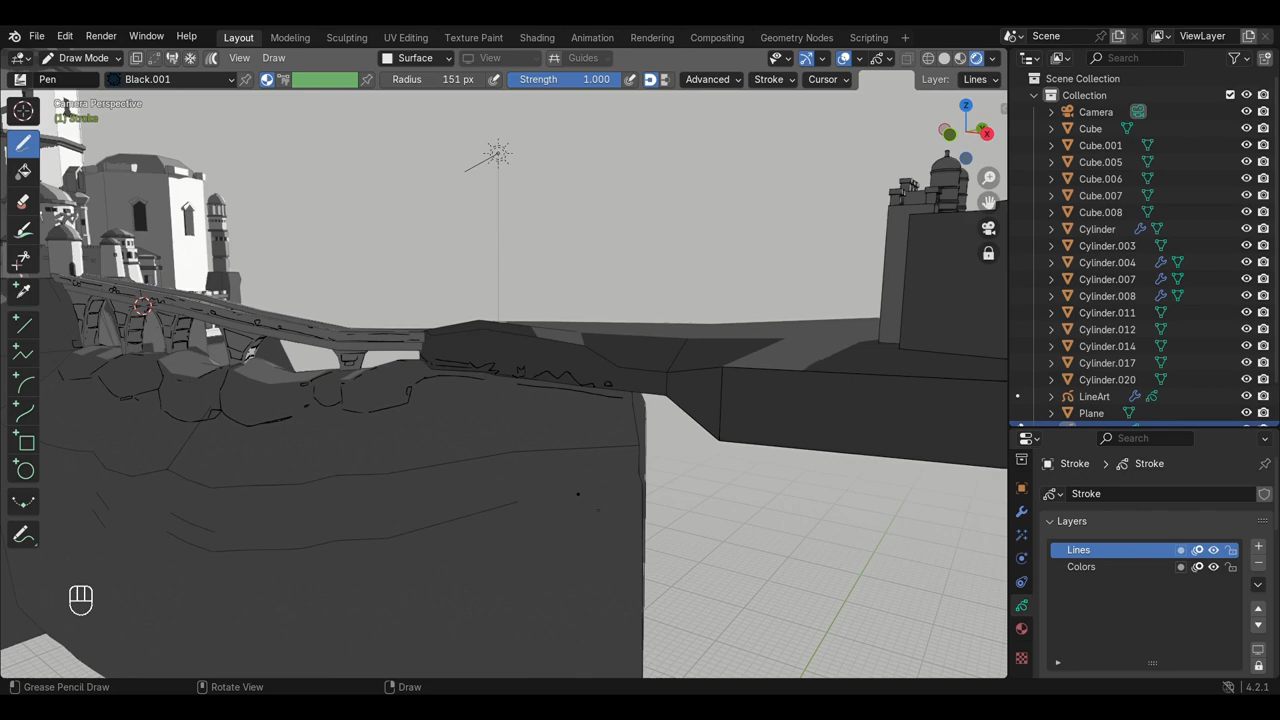 File Edit Render Window Help Layout Modeling Sculpting UV Editing Texture Paint Shading Animation Rendering Compositing Geometry Nodes Scripting + Scene ViewLayer
Draw Mode View Draw Surface Guides Search
Pen Black.001 Radius 151 px Strength 1.000 Advanced Stroke Cursor Layer: Lines
Camera Perspective
(1) Stroke
Z
X
Scene Collection
Collection
Camera
Cube
Cube.001
Cube.005
Cube.006
Cube.007
Cube.008
Cylinder
Cylinder.003
Cylinder.004
Cylinder.007
Cylinder.008
Cylinder.011
Cylinder.012
Cylinder.014
Cylinder.017
Cylinder.020
LineArt
Plane
Search
Stroke > Stroke
Stroke
Layers
Lines
Colors
Grease Pencil Draw Rotate View Draw 4.2.1